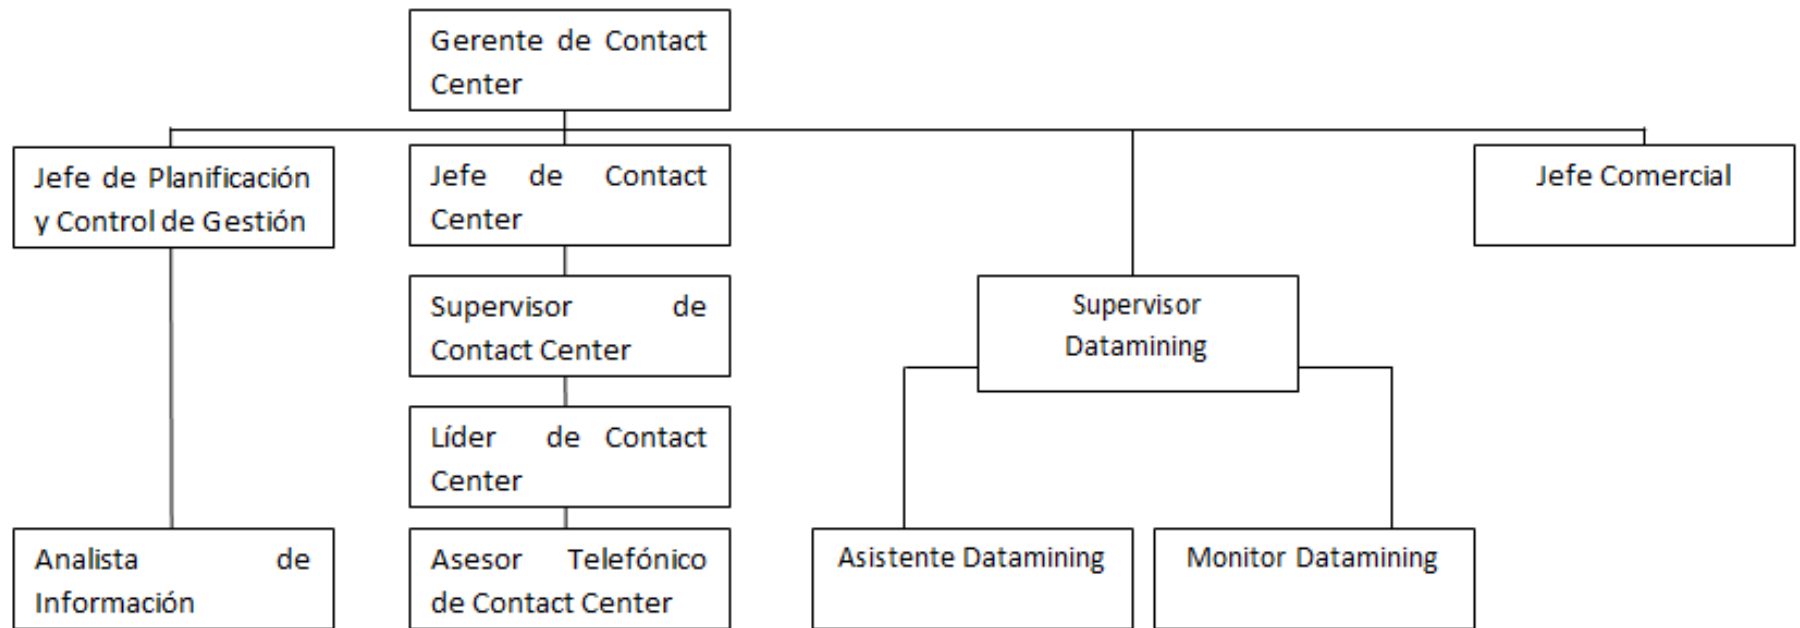 Gerente de Contact
Center
Jefe de Planificación
y Control de Gestión
Jefe de Contact
Center
Jefe Comercial
Supervisor de
Contact Center
Supervisor
Datamining
Líder de Contact
Center
Analista de
Información
Asesor Telefónico
de Contact Center
Asistente Datamining
Monitor Datamining